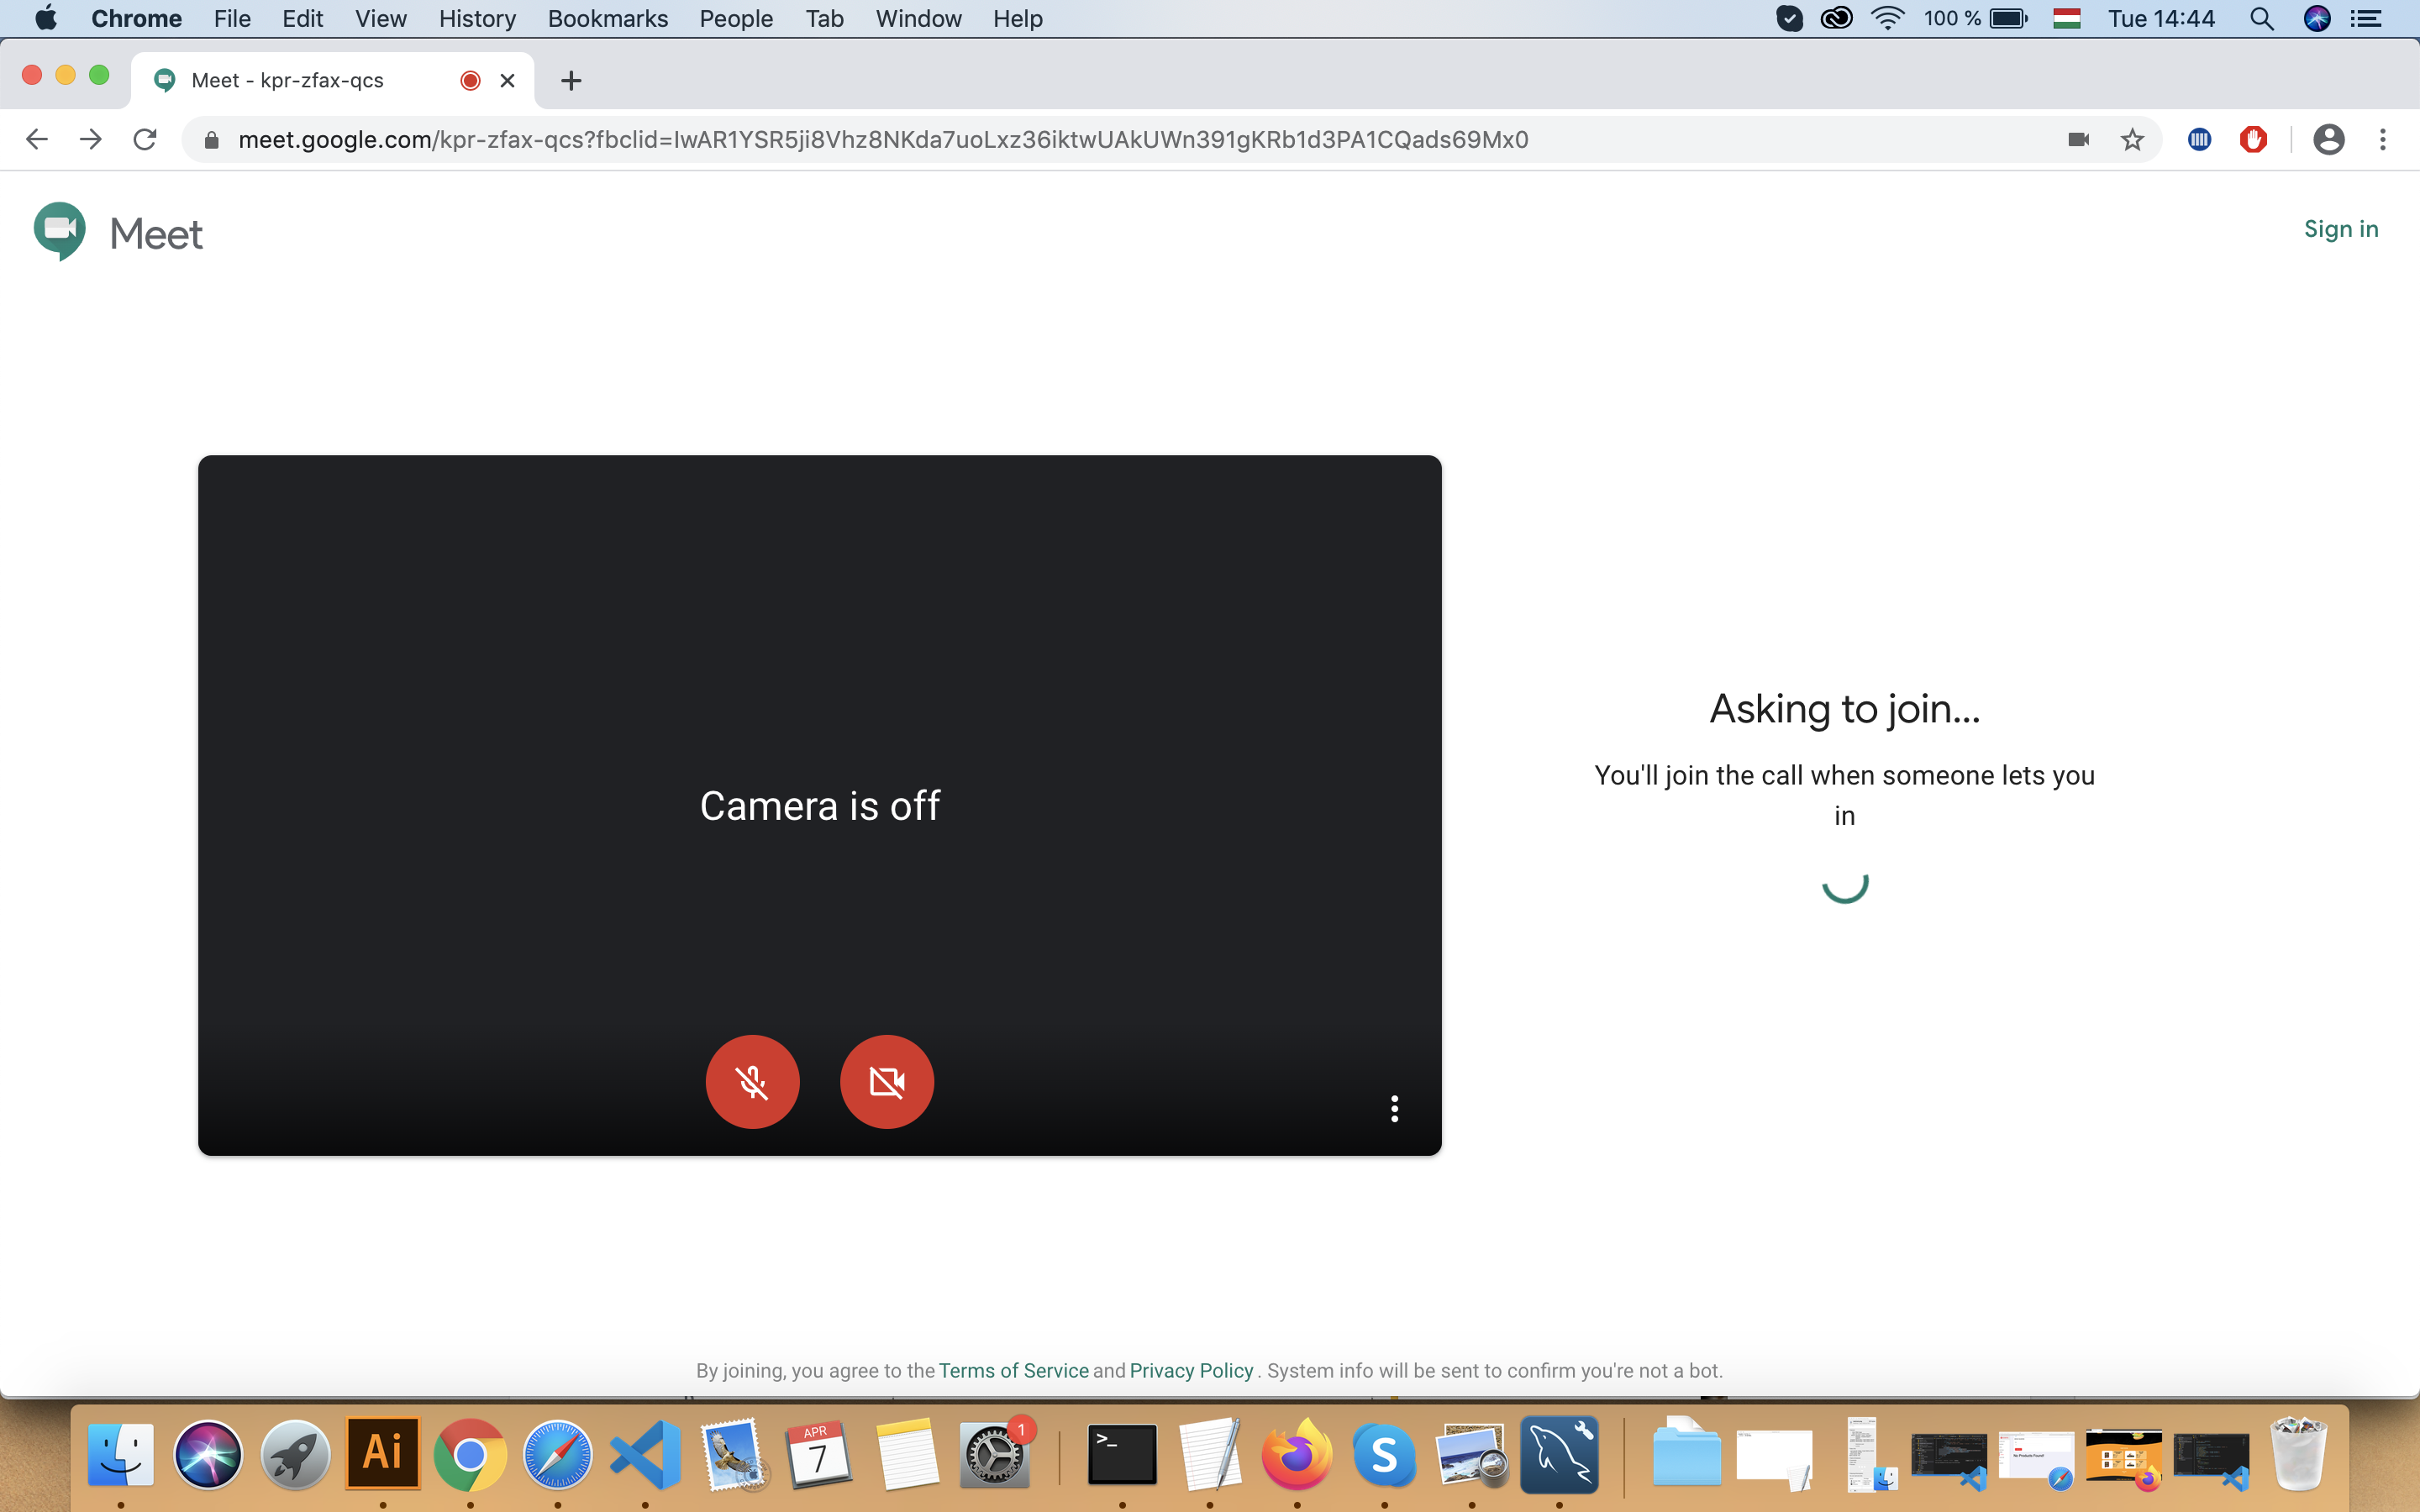 Chrome File Edit View History Bookmarks People Tab Window Help 100 % Tue 14:44
Meet - kpr-zfax-qcs
meet.google.com/kpr-zfax-qcs?fbclid=IwAR1YSR5ji8Vhz8NKda7uoLxz36iktwUAkUWn391gKRb1d3PA1CQads69Mx0
Meet
Sign in
Camera is off
Asking to join...
You'll join the call when someone lets you
in
By joining, you agree to the Terms of Service and Privacy Policy. System info will be sent to confirm you're not a bot.
Ai
APR
7
1
>_
S